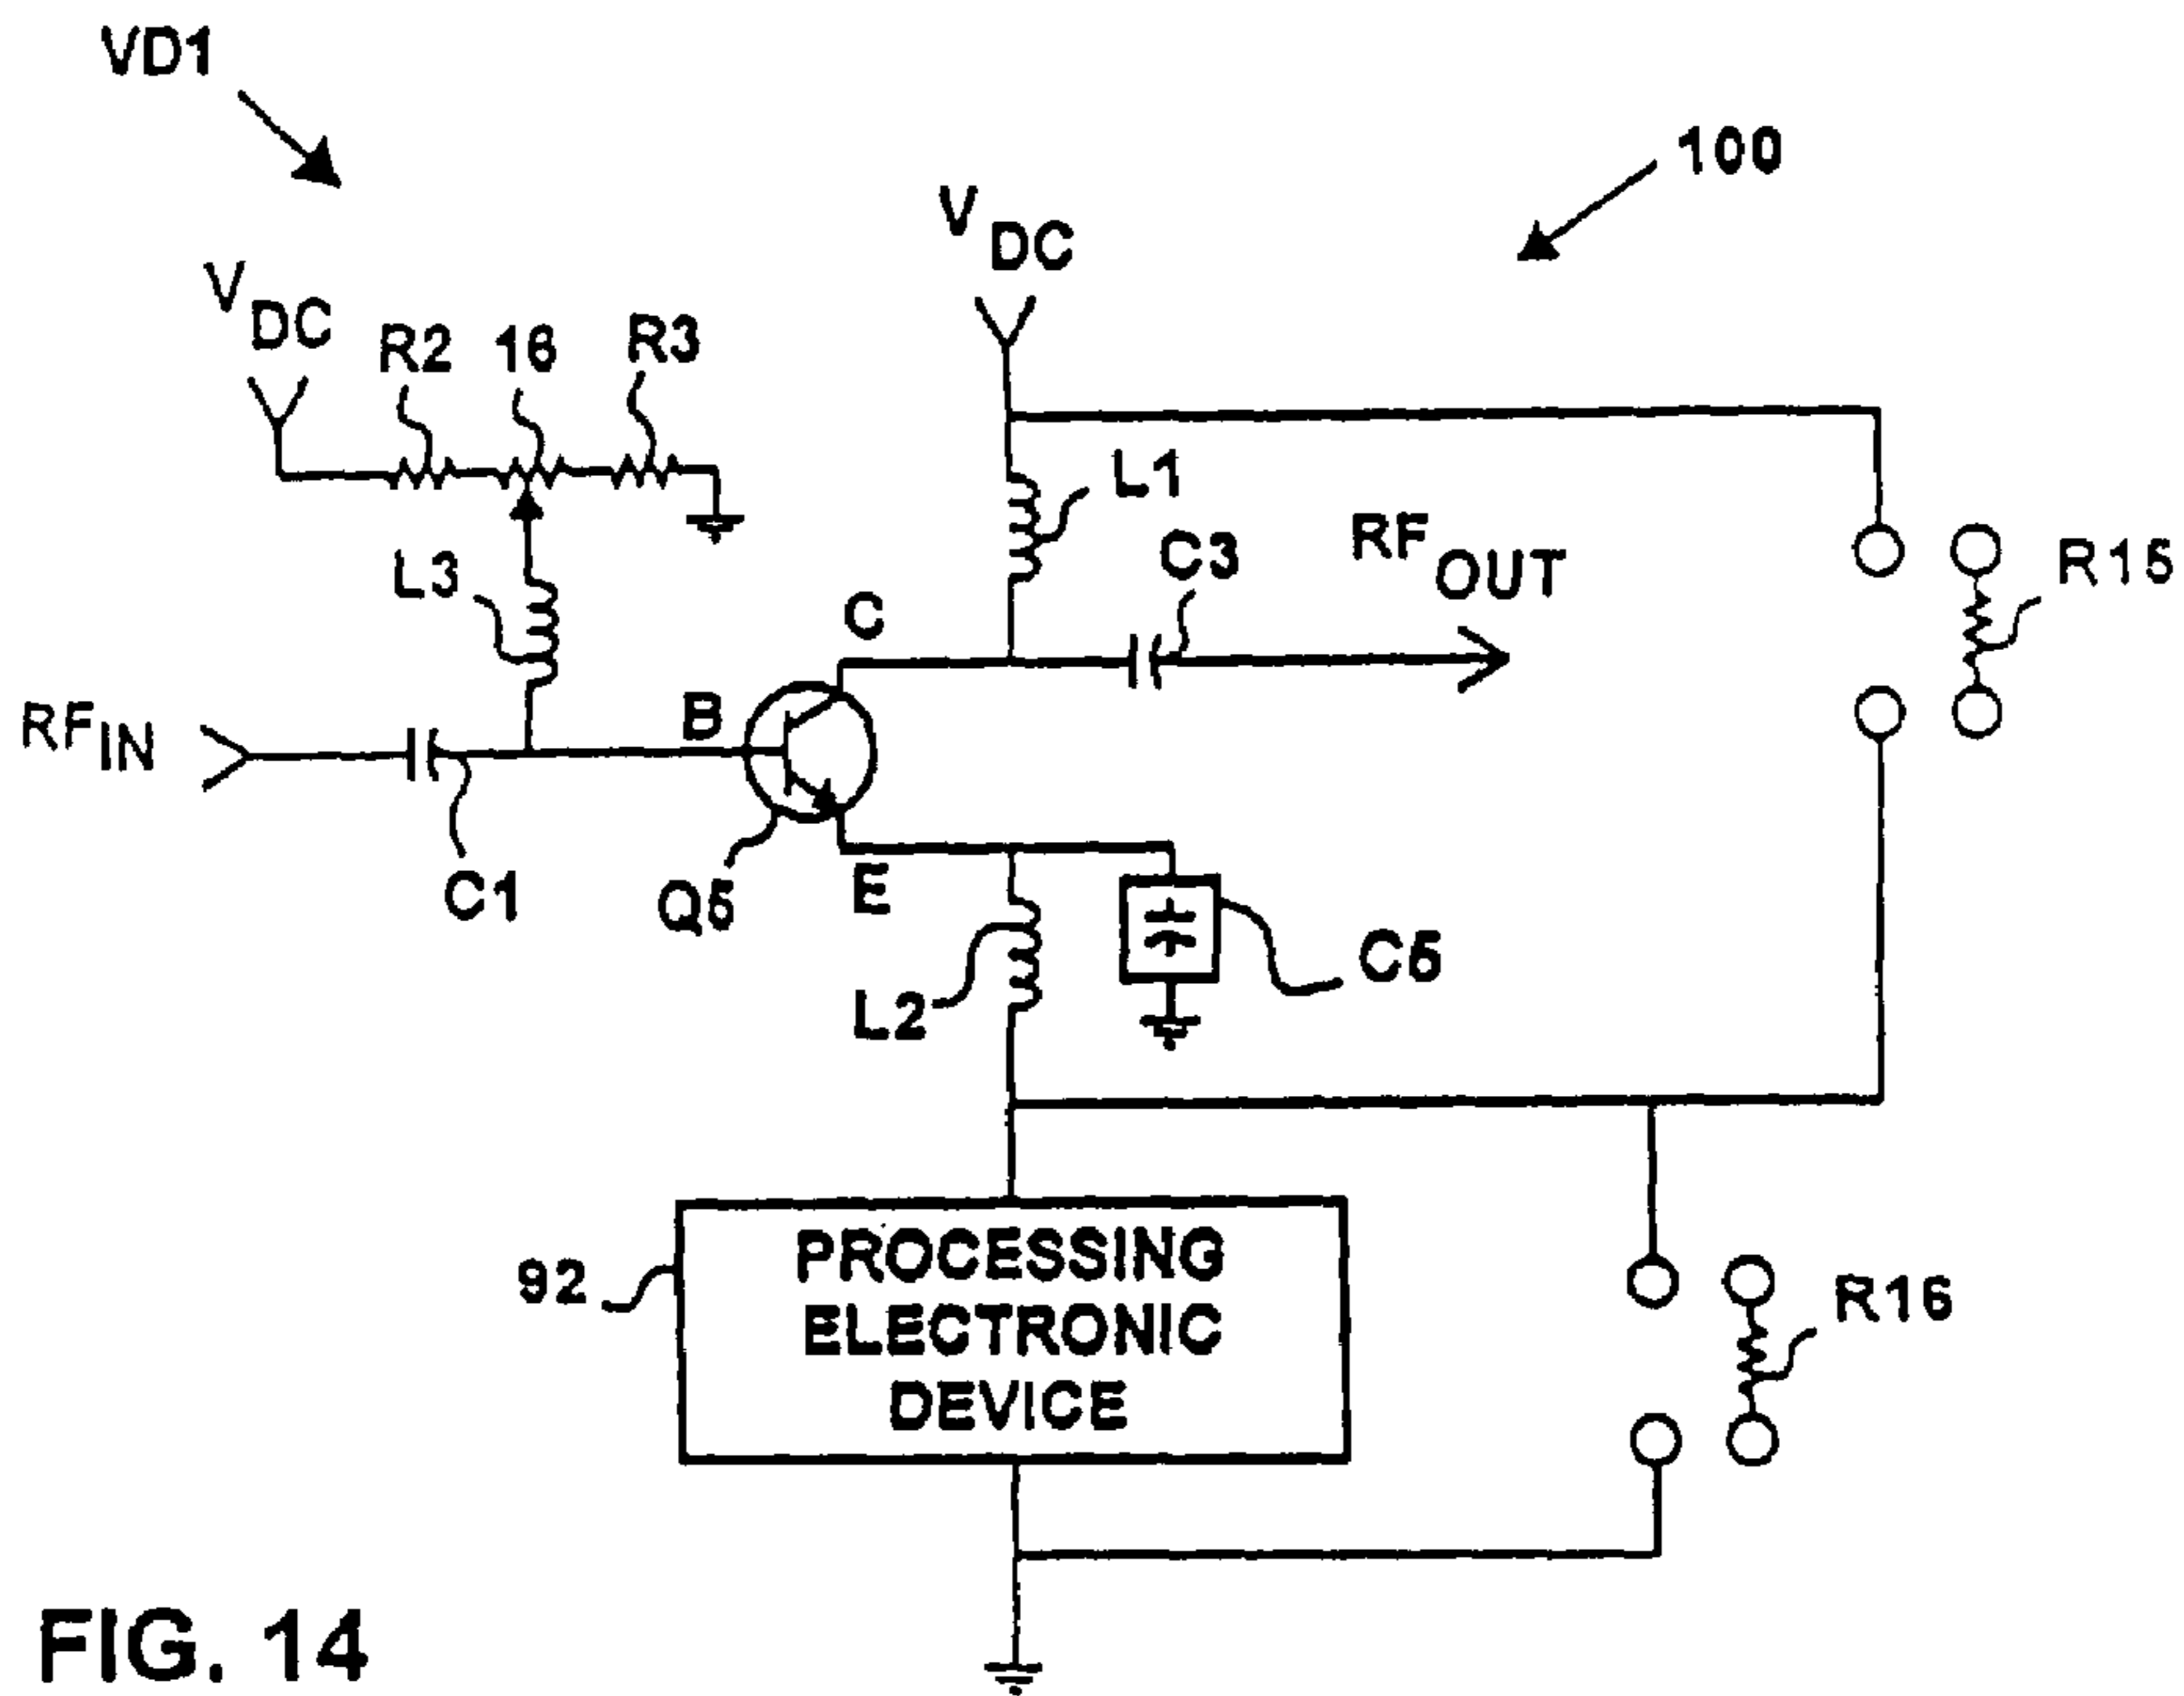 VD1
100
VDC
VDC
R2 16 R3
L1
L3
C3
RFOUT
R15
C
RFIN
B
C1
Q5
E
C5
L2
92
PROCESSING
ELECTRONIC
DEVICE
R16
FIG. 14